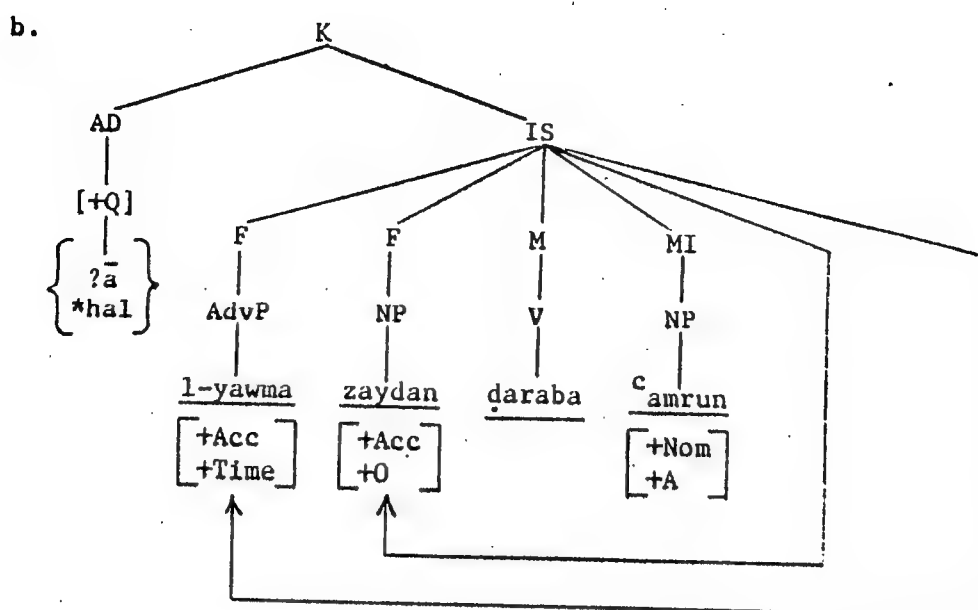 b.
K
AD IS
[+Q]
F F M MI
?ā
*hal
AdvP NP V NP
l-yawma zaydan ḍaraba ᶜamrun
+Acc +Acc +Nom
+Time +O +A